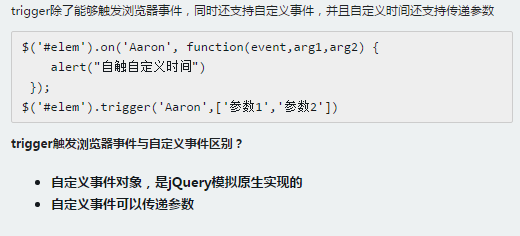 trigger除了能够触发浏览器事件，同时还支持自定义事件，并且自定义时间还支持传递参数
$('#elem').on('Aaron', function(event,arg1,arg2) {
    alert("自触自定义时间")
 });
$('#elem').trigger('Aaron',['参数1','参数2'])
trigger触发浏览器事件与自定义事件区别？
• 自定义事件对象，是jQuery模拟原生实现的
• 自定义事件可以传递参数